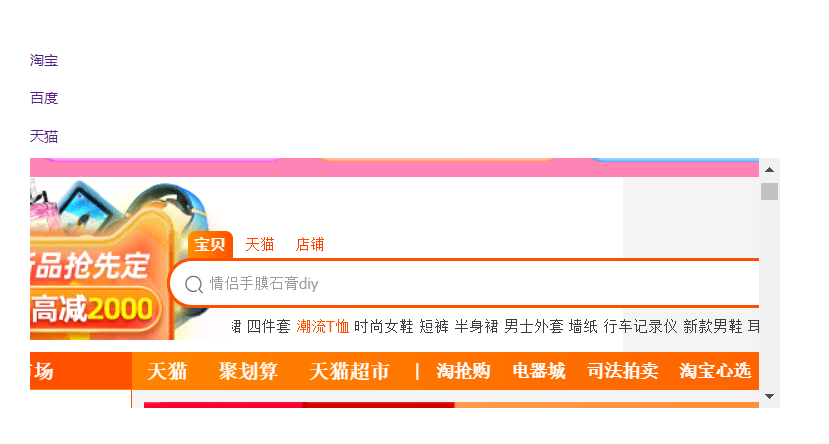 淘宝
百度
天猫
宝贝 天猫 店铺
新品抢先定
情侣手膜石膏diy
高减2000
裙 四件套 潮流T恤 时尚女鞋 短裤 半身裙 男士外套 墙纸 行车记录仪 新款男鞋 耳
市场 天猫 聚划算 天猫超市 | 淘抢购 电器城 司法拍卖 淘宝心选